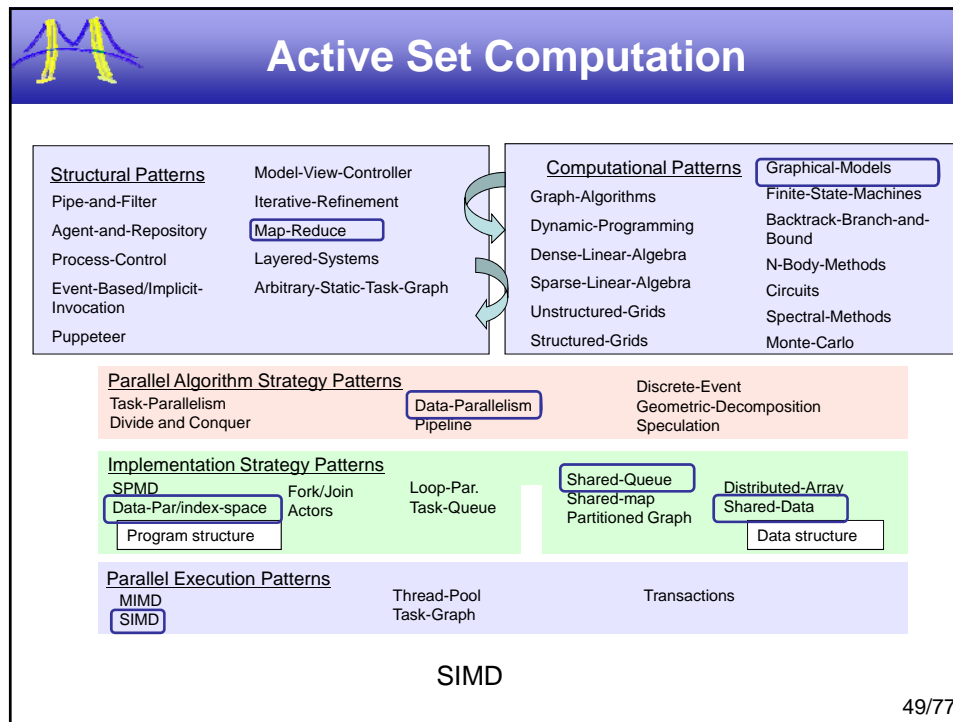 Active Set Computation
Structural Patterns
Pipe-and-Filter
Agent-and-Repository
Process-Control
Event-Based/Implicit-
Invocation
Puppeteer
Model-View-Controller
Iterative-Refinement
Map-Reduce
Layered-Systems
Arbitrary-Static-Task-Graph
Computational Patterns
Graph-Algorithms
Dynamic-Programming
Dense-Linear-Algebra
Sparse-Linear-Algebra
Unstructured-Grids
Structured-Grids
Graphical-Models
Finite-State-Machines
Backtrack-Branch-and-
Bound
N-Body-Methods
Circuits
Spectral-Methods
Monte-Carlo
Parallel Algorithm Strategy Patterns
Task-Parallelism
Divide and Conquer
Data-Parallelism
Pipeline
Discrete-Event
Geometric-Decomposition
Speculation
Implementation Strategy Patterns
SPMD
Data-Par/index-space
Program structure
Fork/Join
Actors
Loop-Par.
Task-Queue
Shared-Queue
Shared-map
Partitioned Graph
Distributed-Array
Shared-Data
Data structure
Parallel Execution Patterns
MIMD
SIMD
Thread-Pool
Task-Graph
Transactions
SIMD
49/77